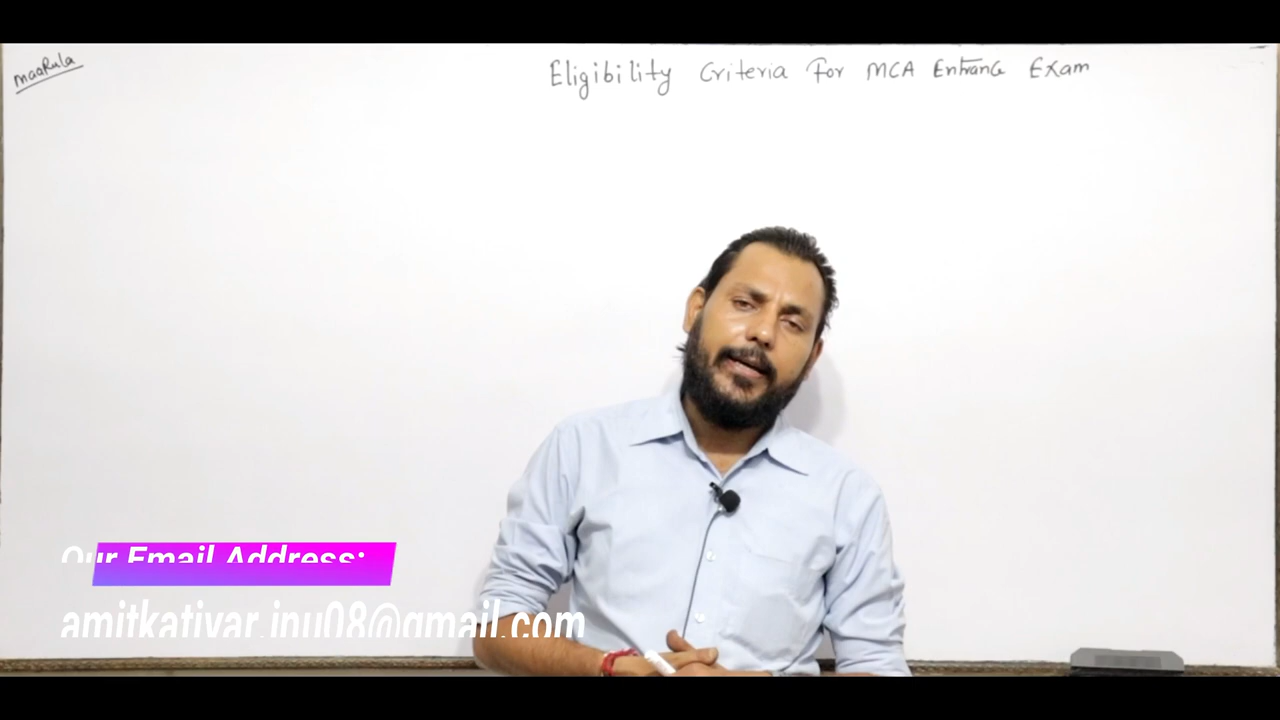 maarula
Eligibility Criteria For MCA Entrance Exam
Our Email Address:
amitkatiyar.jnu08@gmail.com